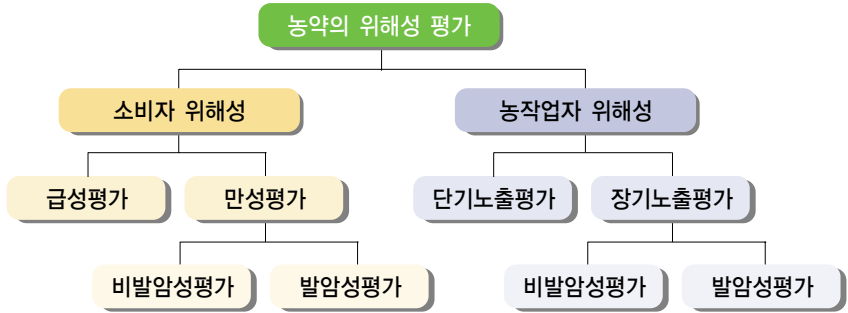 농약의 위해성 평가
소비자 위해성
농작업자 위해성
급성평가
만성평가
단기노출평가
장기노출평가
비발암성평가
발암성평가
비발암성평가
발암성평가